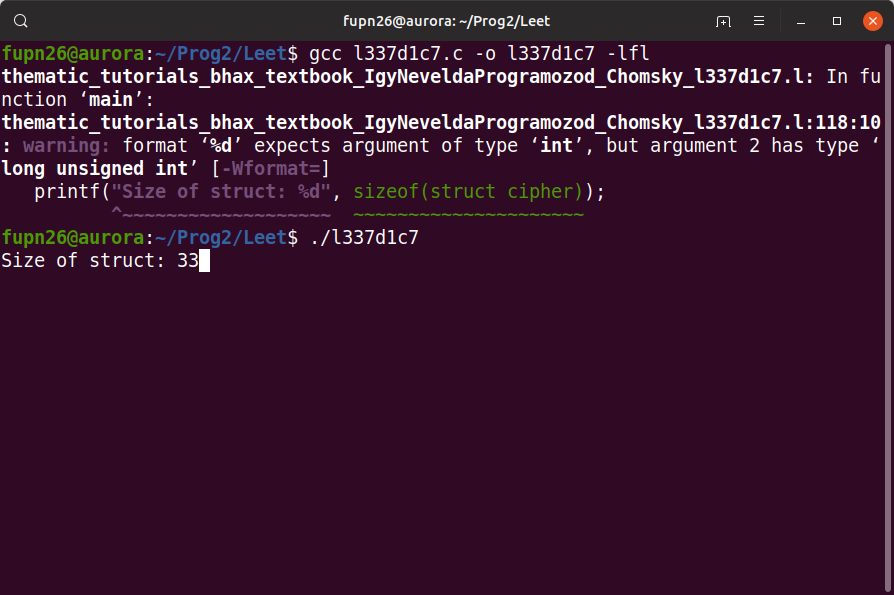 fupn26@aurora: ~/Prog2/Leet
fupn26@aurora:~/Prog2/Leet$ gcc l337d1c7.c -o l337d1c7 -lfl
thematic_tutorials_bhax_textbook_IgyNeveldaProgramozod_Chomsky_l337d1c7.l: In fu
nction ‘main’:
thematic_tutorials_bhax_textbook_IgyNeveldaProgramozod_Chomsky_l337d1c7.l:118:10
: warning: format ‘%d’ expects argument of type ‘int’, but argument 2 has type ‘
long unsigned int’ [-Wformat=]
   printf("Size of struct: %d", sizeof(struct cipher));
          ^~~~~~~~~~~~~~~~~~~~  ~~~~~~~~~~~~~~~~~~~~~
fupn26@aurora:~/Prog2/Leet$ ./l337d1c7
Size of struct: 33